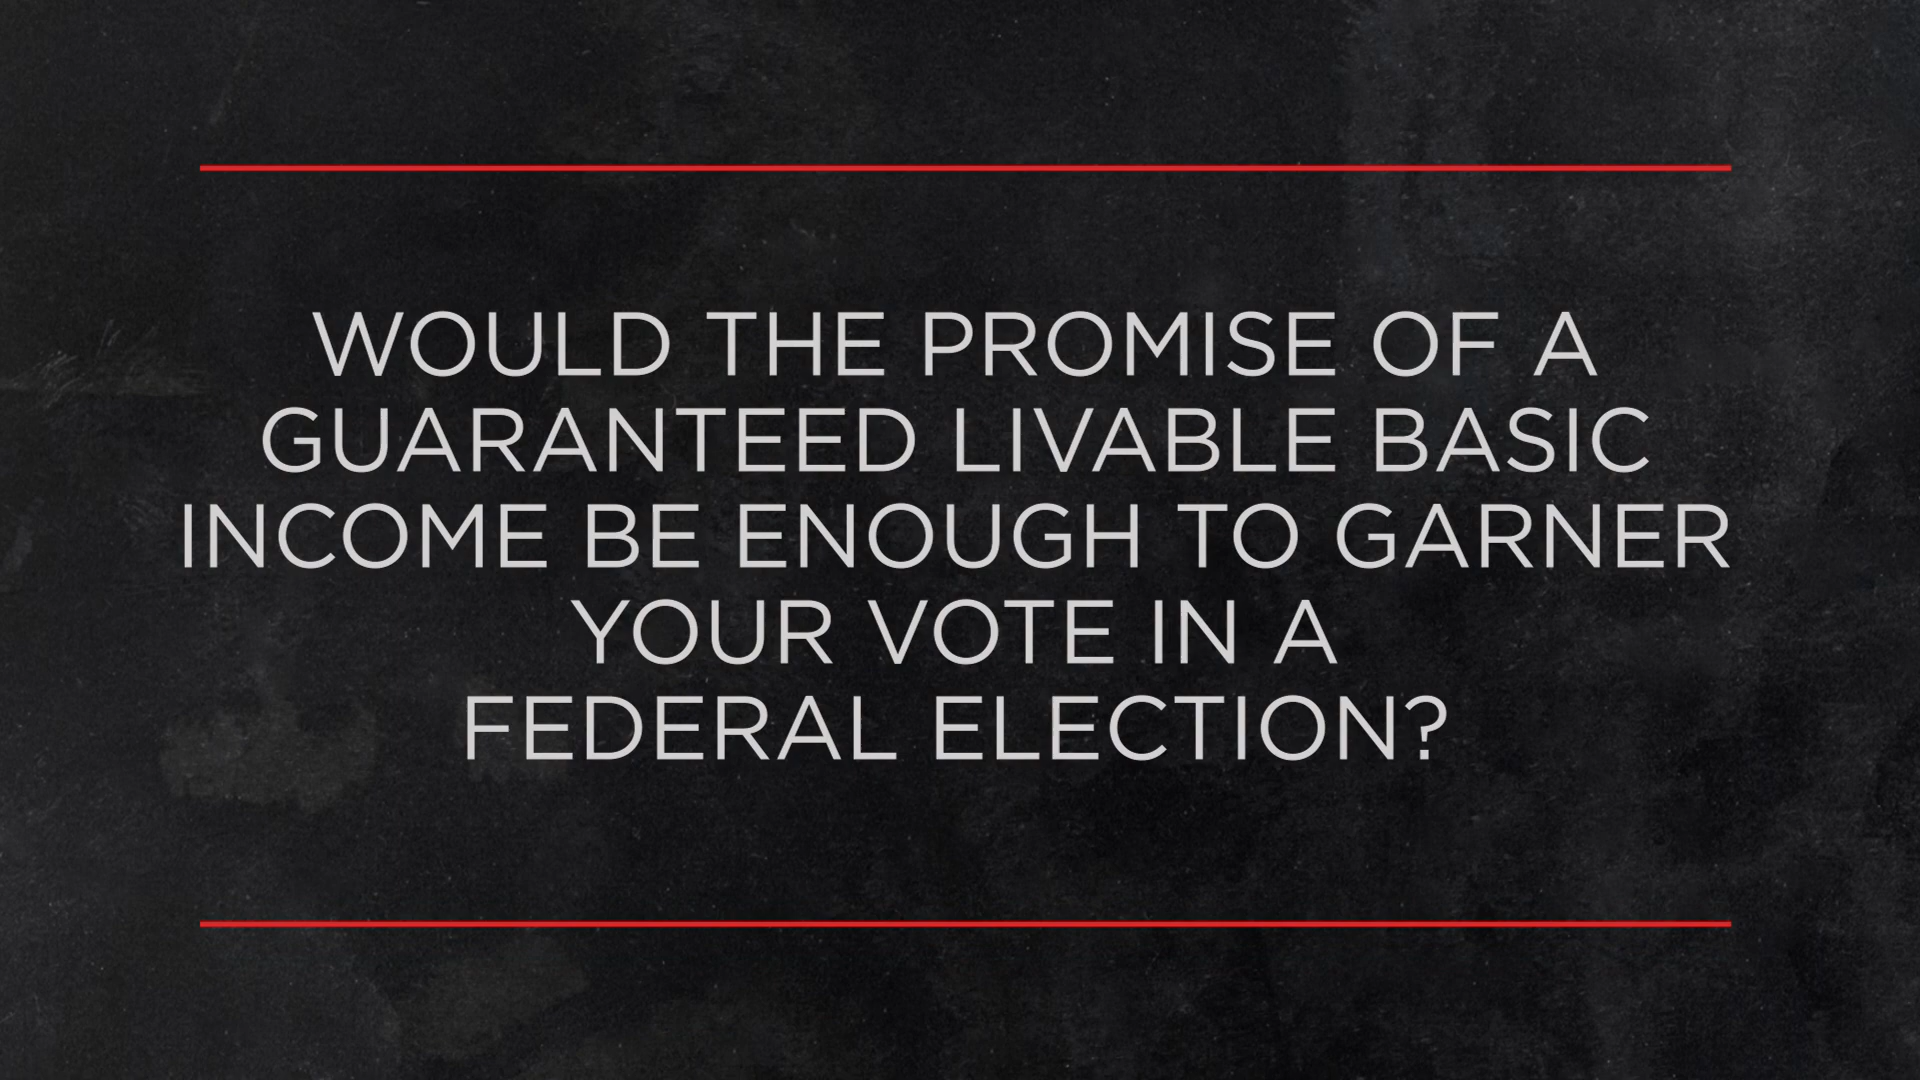 WOULD THE PROMISE OF A
GUARANTEED LIVABLE BASIC
INCOME BE ENOUGH TO GARNER
YOUR VOTE IN A
FEDERAL ELECTION?